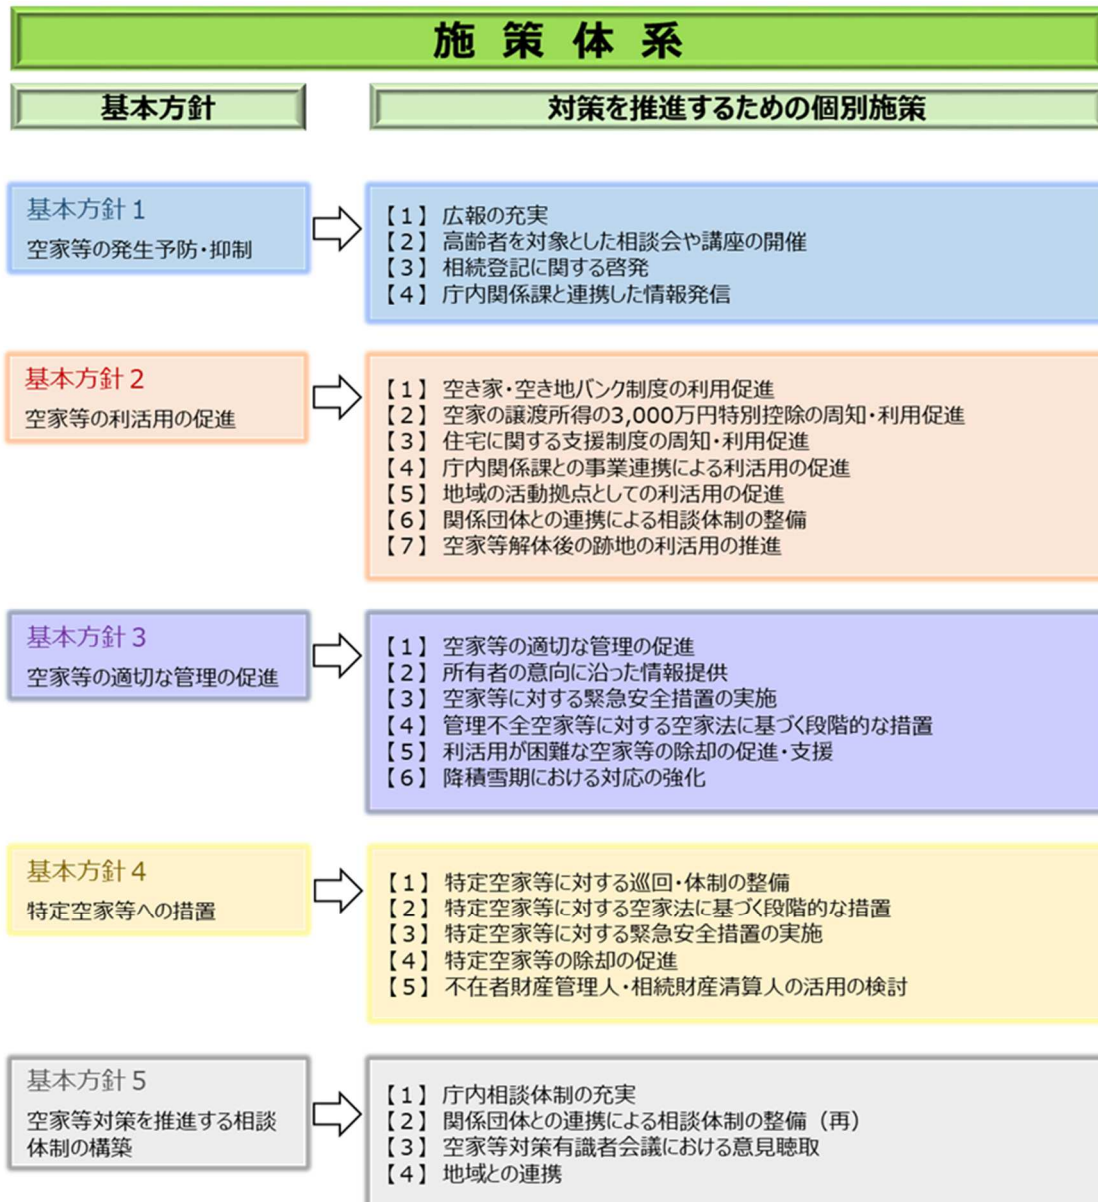 施策体系
基本方針
対策を推進するための個別施策
基本方針1
空家等の発生予防・抑制
【1】 広報の充実
【2】 高齢者を対象とした相談会や講座の開催
【3】 相続登記に関する啓発
【4】 庁内関係課と連携した情報発信
基本方針2
空家等の利活用の促進
【1】 空き家・空き地バンク制度の利用促進
【2】 空家の譲渡所得の3,000万円特別控除の周知・利用促進
【3】 住宅に関する支援制度の周知・利用促進
【4】 庁内関係課との事業連携による利活用の促進
【5】 地域の活動拠点としての利活用の促進
【6】 関係団体との連携による相談体制の整備
【7】 空家等解体後の跡地の利活用の推進
基本方針3
空家等の適切な管理の促進
【1】 空家等の適切な管理の促進
【2】 所有者の意向に沿った情報提供
【3】 空家等に対する緊急安全措置の実施
【4】 管理不全空家等に対する空家法に基づく段階的な措置
【5】 利活用が困難な空家等の除却の促進・支援
【6】 降積雪期における対応の強化
基本方針4
特定空家等への措置
【1】 特定空家等に対する巡回・体制の整備
【2】 特定空家等に対する空家法に基づく段階的な措置
【3】 特定空家等に対する緊急安全措置の実施
【4】 特定空家等の除却の促進
【5】 不在者財産管理人・相続財産清算人の活用の検討
基本方針5
空家等対策を推進する相談
体制の構築
【1】 庁内相談体制の充実
【2】 関係団体との連携による相談体制の整備（再）
【3】 空家等対策有識者会議における意見聴取
【4】 地域との連携